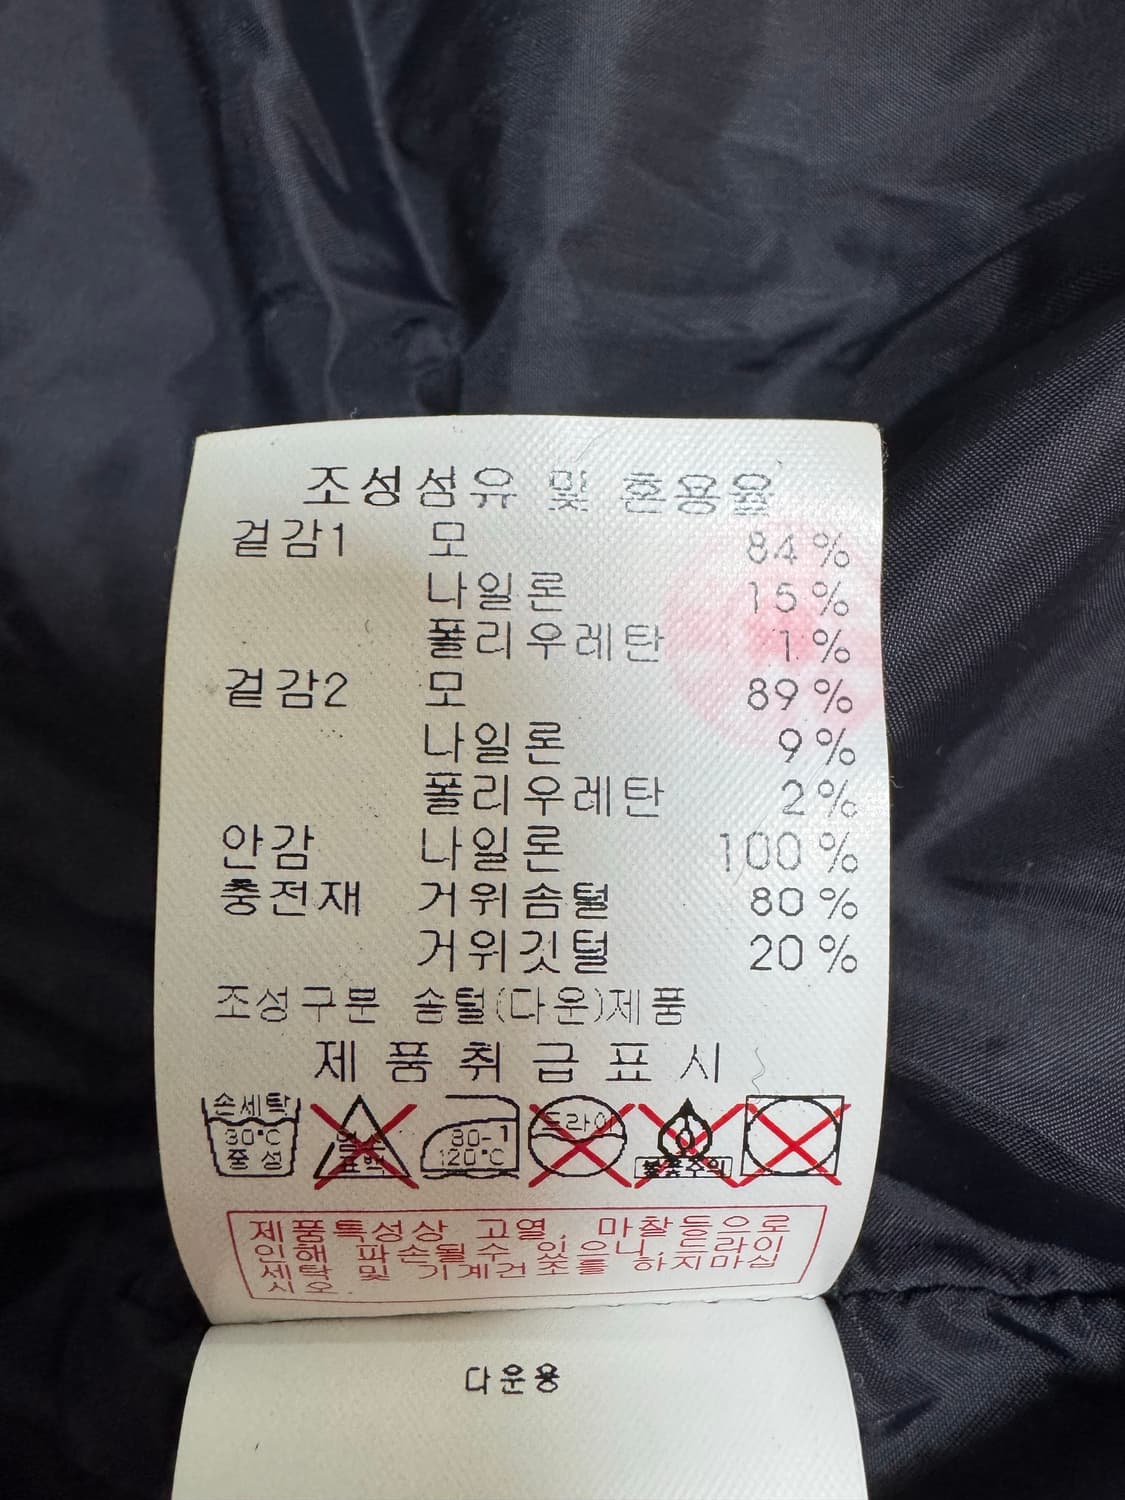 조성섬유 및 혼용율
겉감1 모 84%
나일론 15%
폴리우레탄 1%
겉감2 모 89%
나일론 9%
폴리우레탄 2%
안감 나일론 100%
충전재 거위솜털 80%
거위깃털 20%
조성구분 솜털(다운)제품
제품취급표시
손세탁 드라이
30°C 80-1
중성 표백 120°C 불꽃주의
제품특성상 고열, 마찰등으로
인해 파손될수 있으니, 드라이
세탁 및 기계건조를 하지마십
시오.
다운용